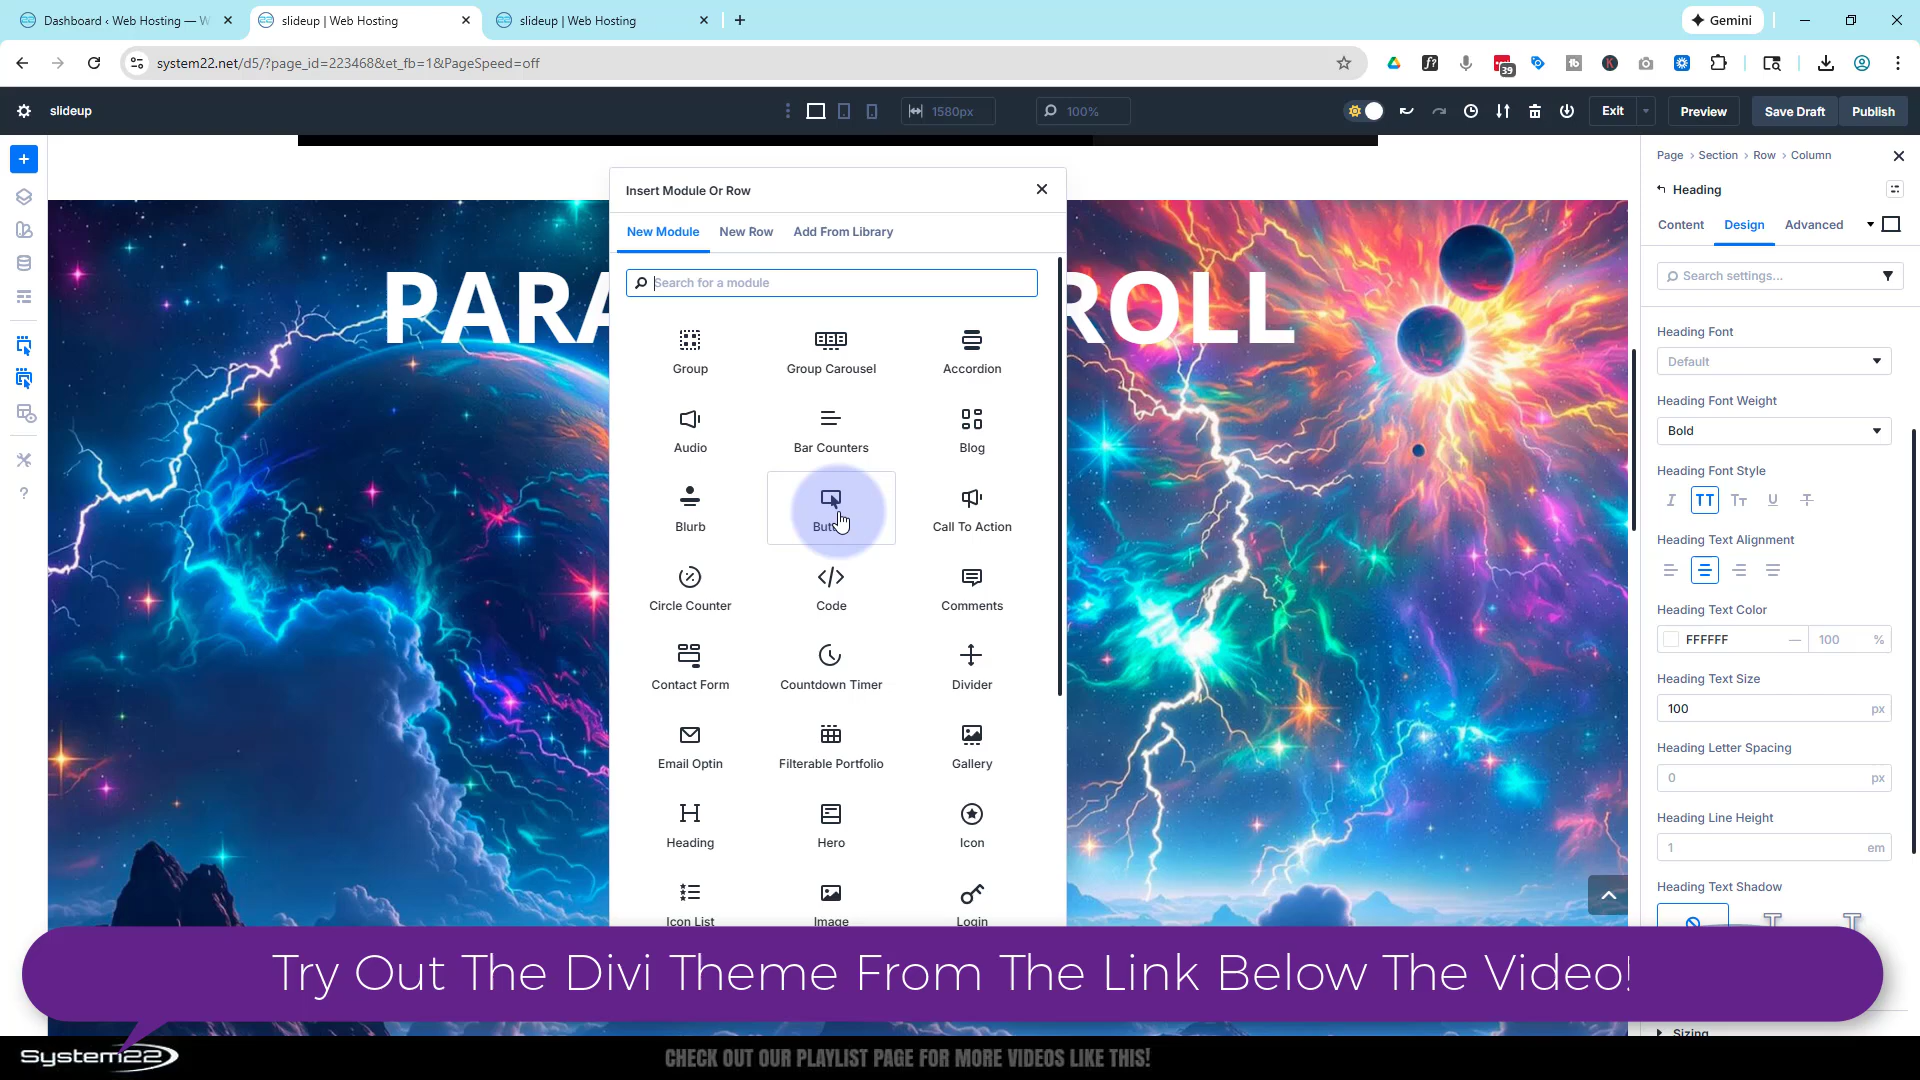 Dashboard ‹ Web Hosting — W
slideup | Web Hosting
slideup | Web Hosting
Gemini
system22.net/d5/?page_id=223468&et_fb=1&PageSpeed=off
39
slideup
1580px
100%
Exit
Preview
Save Draft
Publish
PARA
ROLL
Insert Module Or Row
New Module
New Row
Add From Library
Search for a module
Group
Group Carousel
Accordion
Audio
Bar Counters
Blog
Blurb
Call To Action
Circle Counter
Code
Comments
Contact Form
Countdown Timer
Divider
Email Optin
Filterable Portfolio
Gallery
Heading
Hero
Icon
Icon List
Image
Login
Page › Section › Row › Column
Heading
Content
Design
Advanced
Search settings...
Heading Font
Default
Heading Font Weight
Bold
Heading Font Style
Heading Text Alignment
Heading Text Color
FFFFFF
100 %
Heading Text Size
100 px
Heading Letter Spacing
0 px
Heading Line Height
1 em
Heading Text Shadow
Sizing
Try Out The Divi Theme From The Link Below The Video!
System22
CHECK OUT OUR PLAYLIST PAGE FOR MORE VIDEOS LIKE THIS!